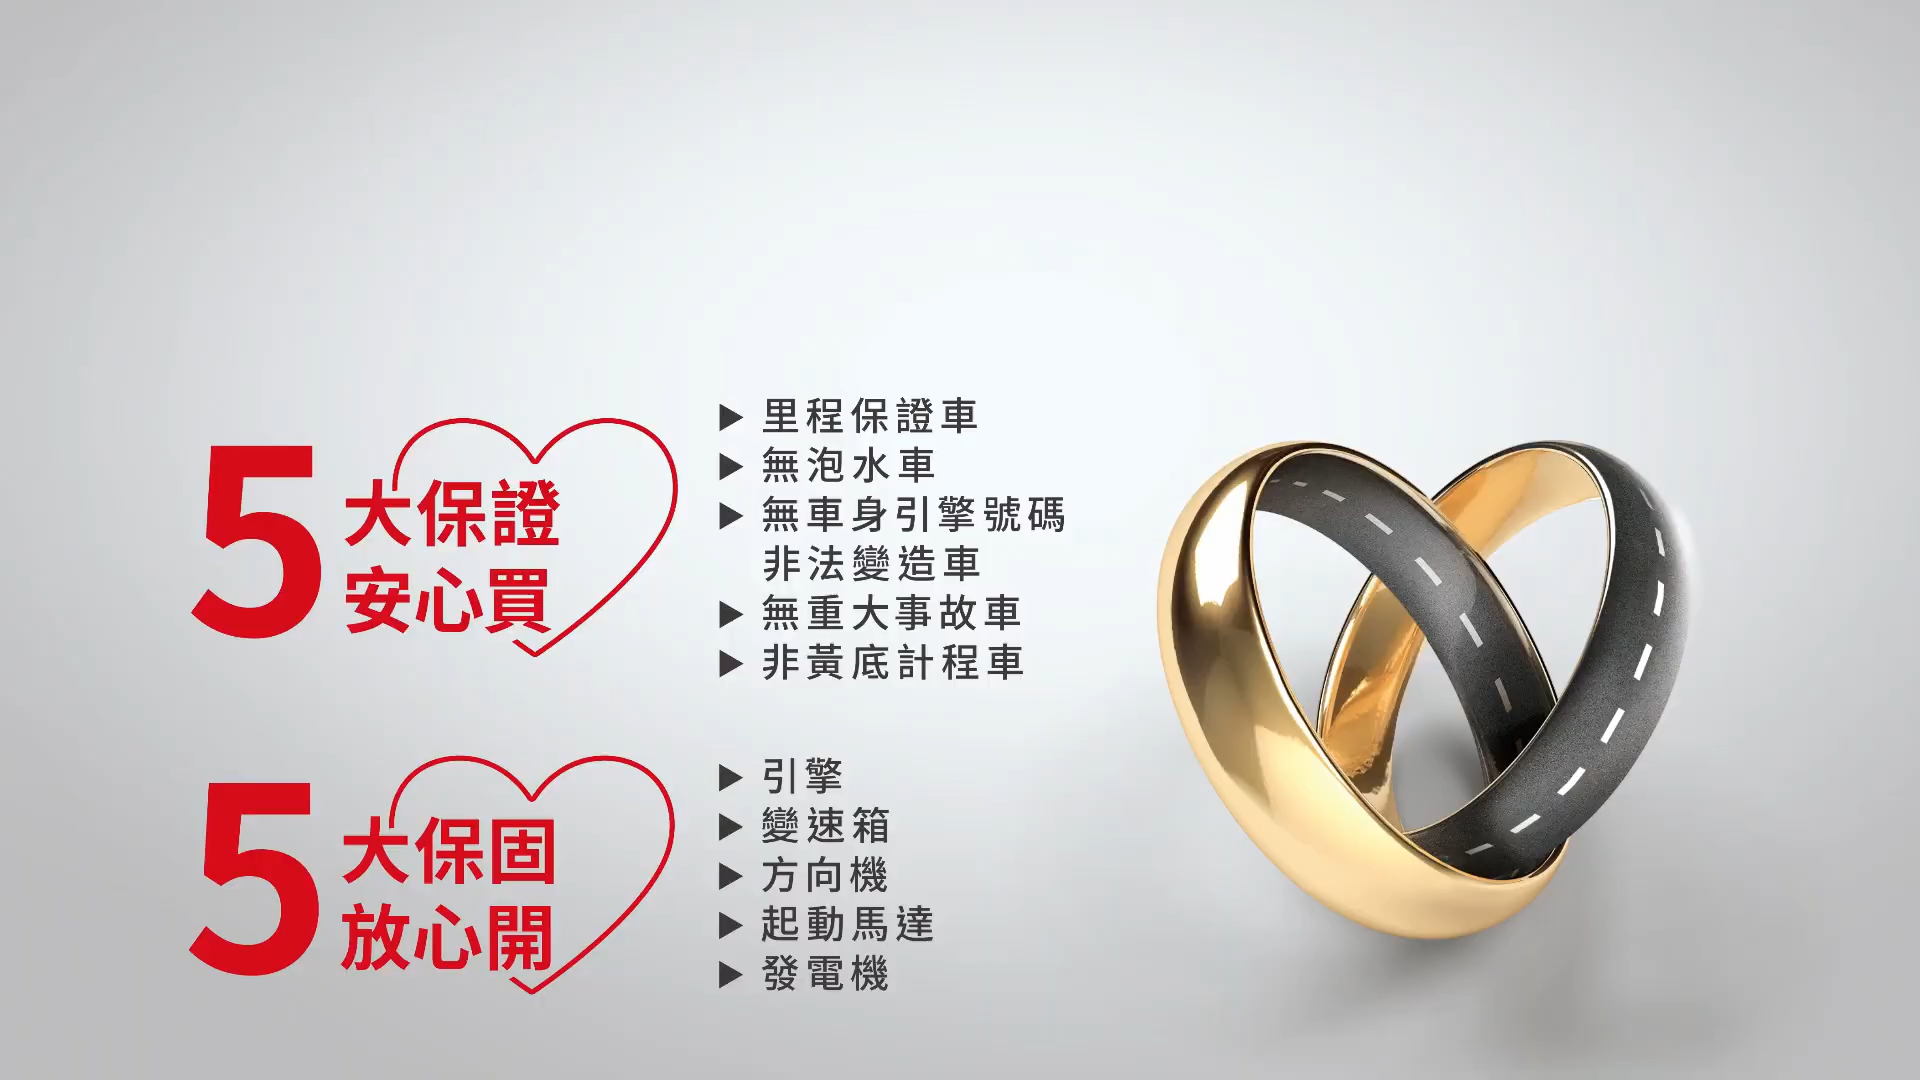 5大保證
安心買
▶ 里程保證車
▶ 無泡水車
▶ 無車身引擎號碼
非法變造車
▶ 無重大事故車
▶ 非黃底計程車
5大保固
放心開
▶ 引擎
▶ 變速箱
▶ 方向機
▶ 起動馬達
▶ 發電機